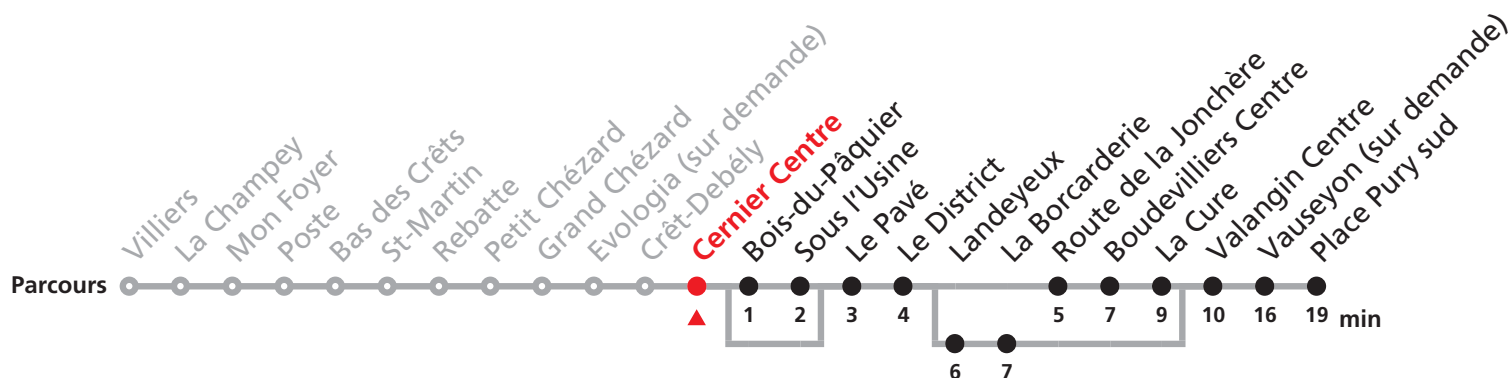 Villiers
La Champey
Mon Foyer
Poste
Bas des Crêts
St-Martin
Rebatte
Petit Chézard
Grand Chézard
Evologia (sur demande)
Crêt-Debély
Cernier Centre
Bois-du-Pâquier
Sous l'Usine
Le Pavé
Le District
Landeyeux
La Borcarderie
Route de la Jonchère
Boudevilliers Centre
La Cure
Valangin Centre
Vauseyon (sur demande)
Place Pury sud
Parcours
1 2 3 4 5 7 9 10 16 19 min
6 7